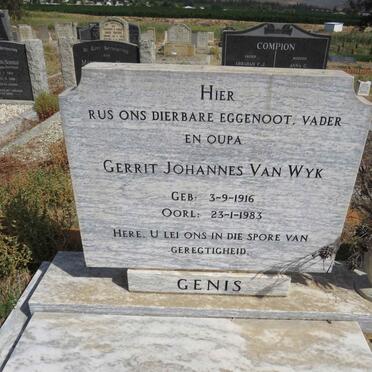 COMPION
HIER
RUS ONS DIERBARE EGGENOOT, VADER
EN OUPA
GERRIT JOHANNES VAN WYK
GEB: 3-9-1916
OORL: 23-1-1983
HERE, U LEI ONS IN DIE SPORE VAN
GEREGTIGHEID.
GENIS